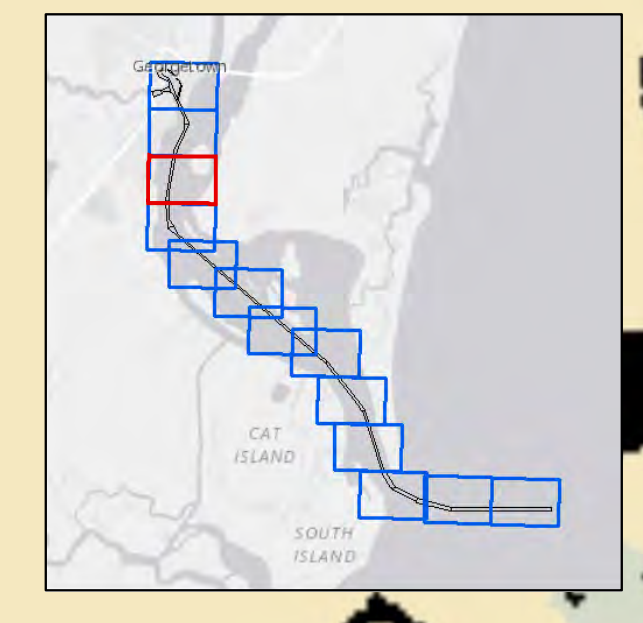 Georgetown
CAT
ISLAND
SOUTH
ISLAND